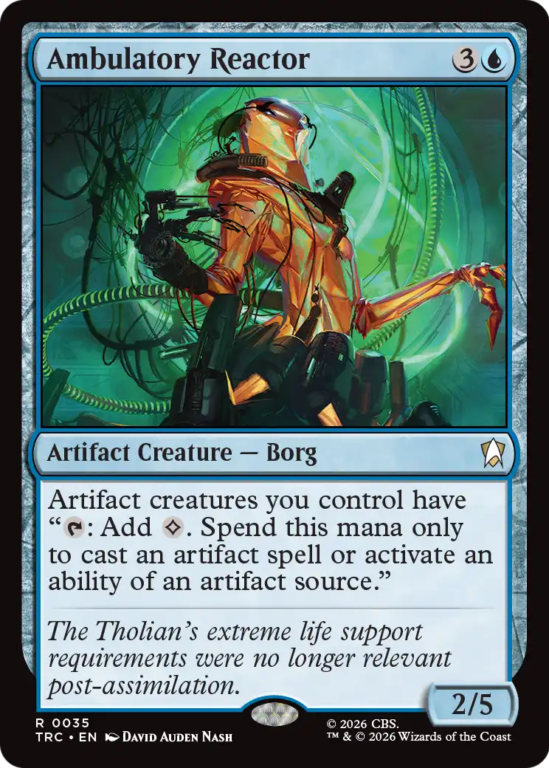 Ambulatory Reactor 3
Artifact Creature — Borg
Artifact creatures you control have
“: Add . Spend this mana only
to cast an artifact spell or activate an
ability of an artifact source.”
The Tholian’s extreme life support
requirements were no longer relevant
post-assimilation.
2/5
R 0035
TRC • EN DAVID AUDEN NASH
© 2026 CBS.
™ & © 2026 Wizards of the Coast